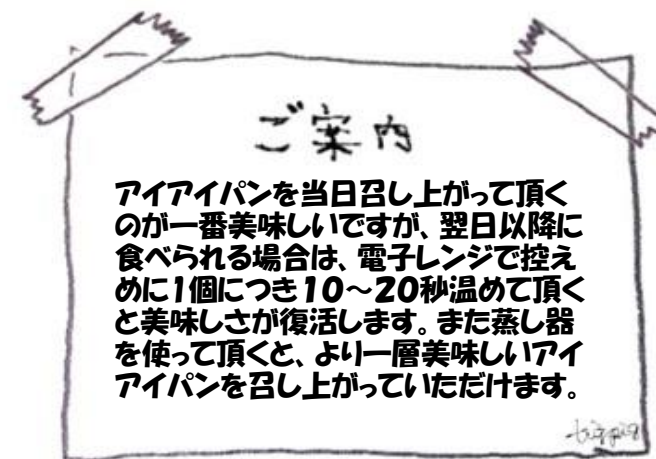 ご案内
アイアイパンを当日召し上がって頂く
のが一番美味しいですが、翌日以降に
食べられる場合は、電子レンジで控え
めに1個につき10～20秒温めて頂く
と美味しさが復活します。また蒸し器
を使って頂くと、より一層美味しいアイ
アイパンを召し上がっていただけます。